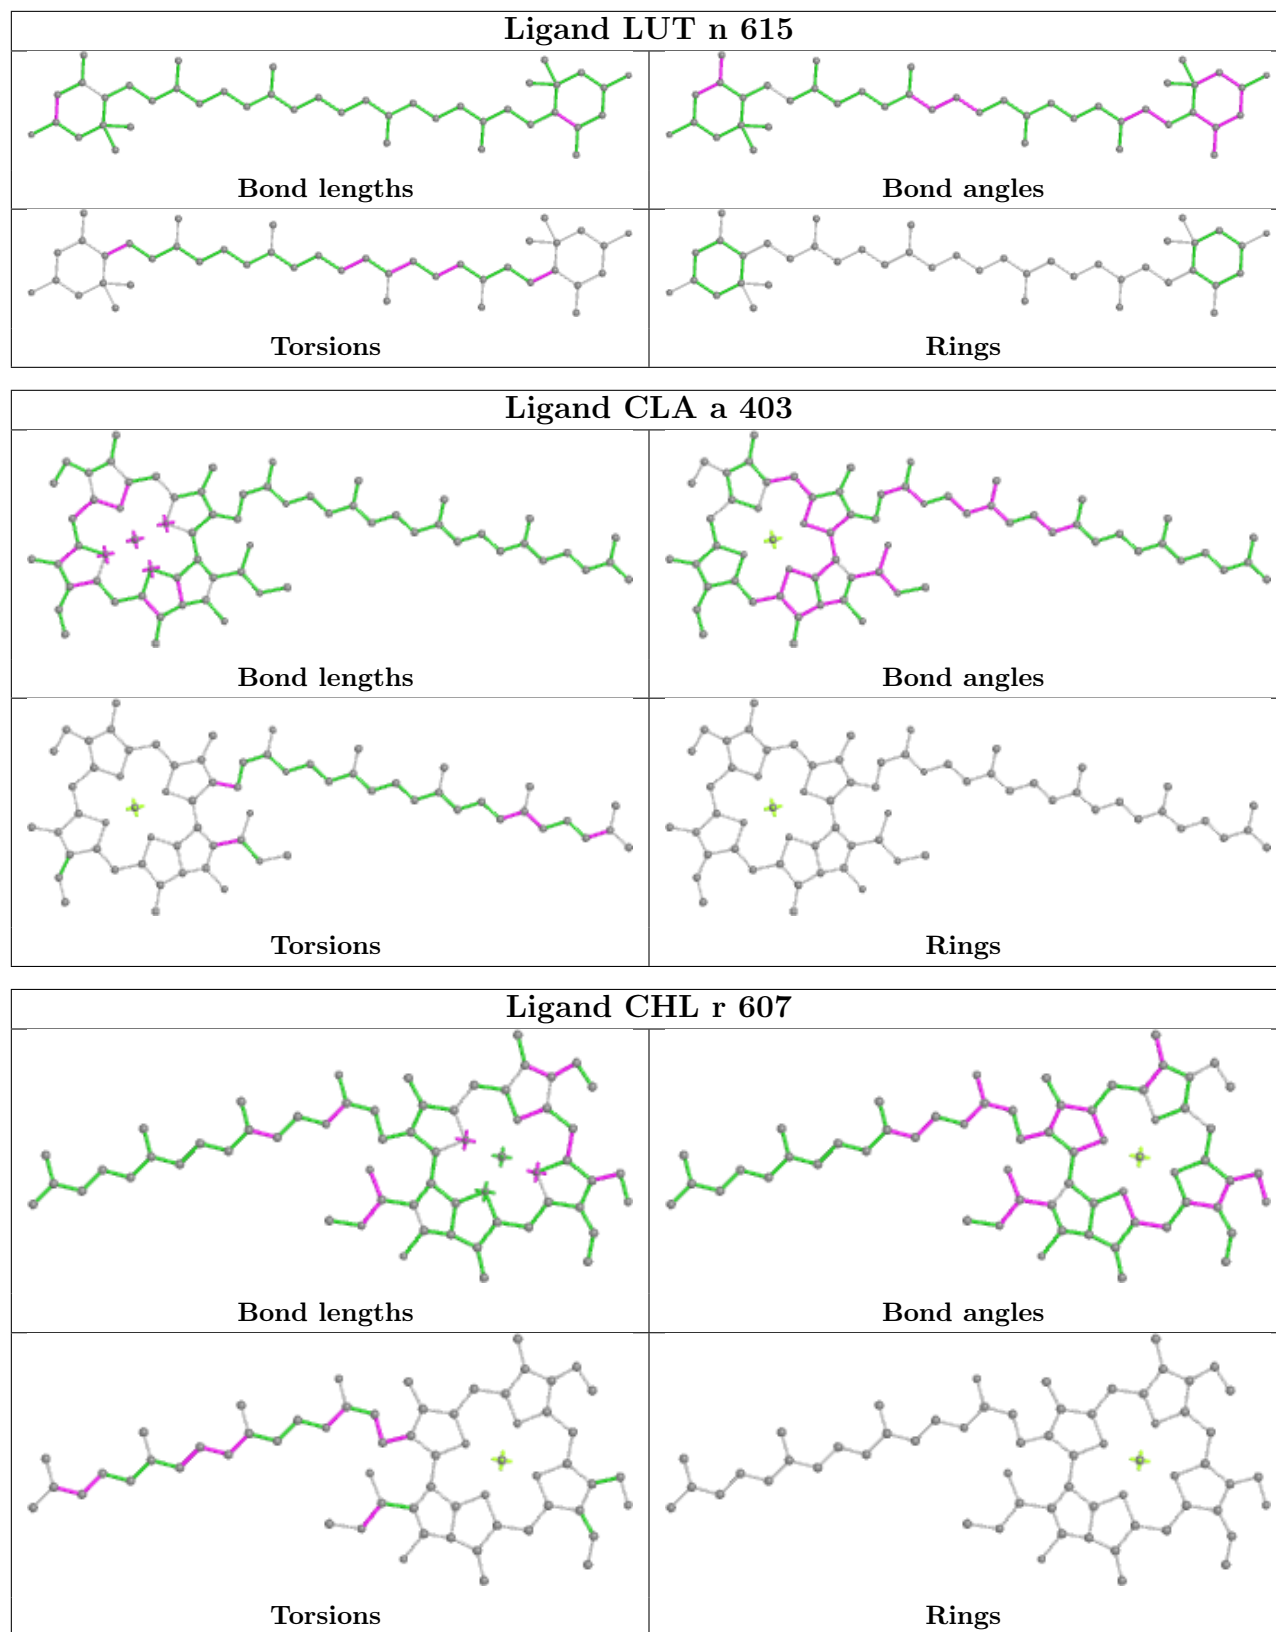 Ligand LUT n 615
Bond lengths
Bond angles
Torsions
Rings
Ligand CLA a 403
Bond lengths
Bond angles
Torsions
Rings
Ligand CHL r 607
Bond lengths
Bond angles
Torsions
Rings